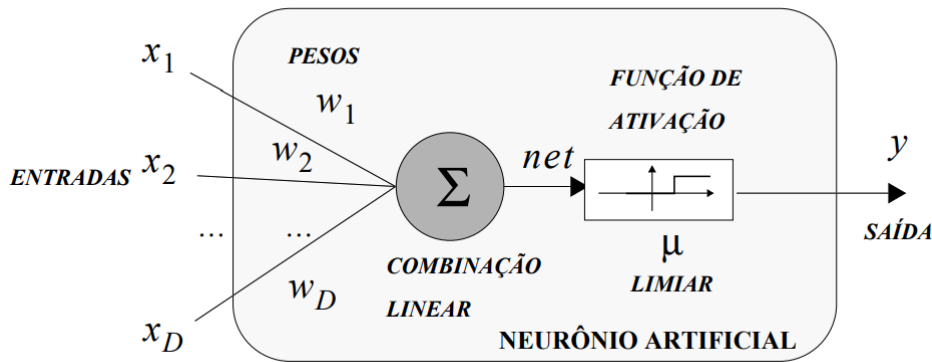 x1
PESOS
w1
FUNÇÃO DE
ATIVAÇÃO
ENTRADAS x2
w2
Σ
net
y
SAÍDA
... ...
COMBINAÇÃO
LINEAR
μ
LIMIAR
wD
xD
NEURÔNIO ARTIFICIAL